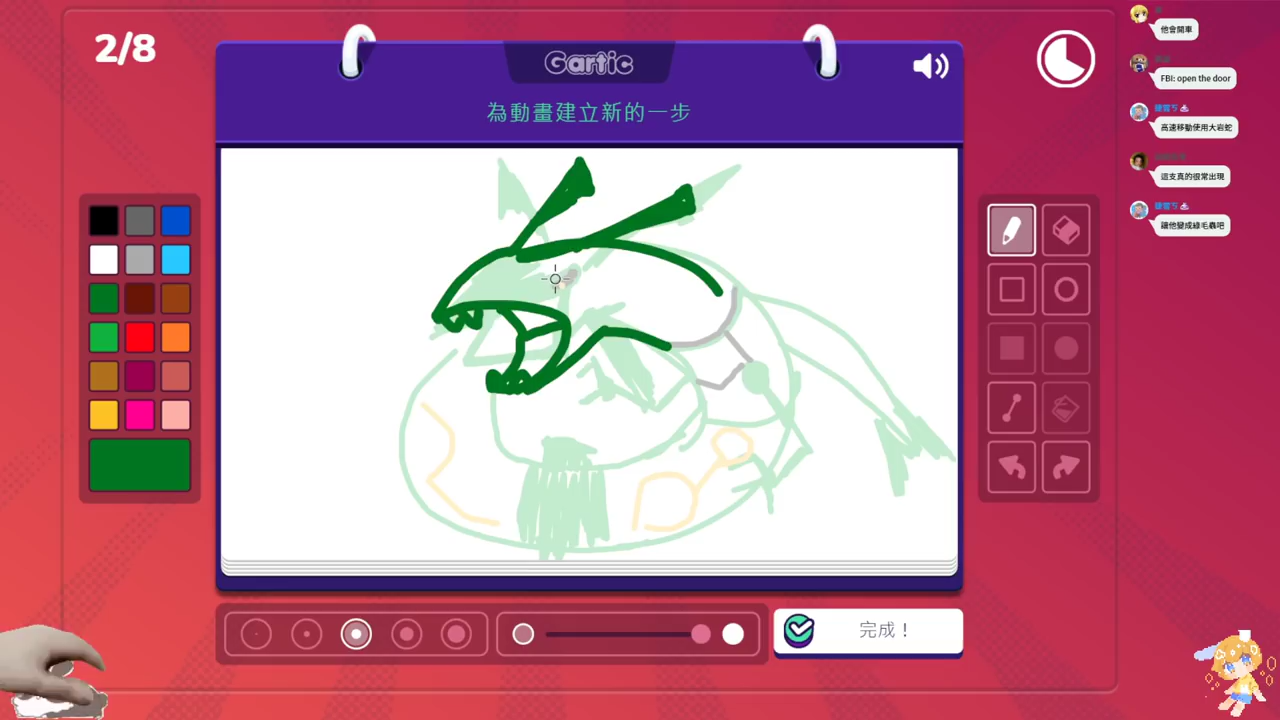 2/8
Gartic
為動畫建立新的一步
完成！
他會開車
FBI: open the door
高速移動使用大岩蛇
這支真的很常出現
讓他變成綠毛蟲吧